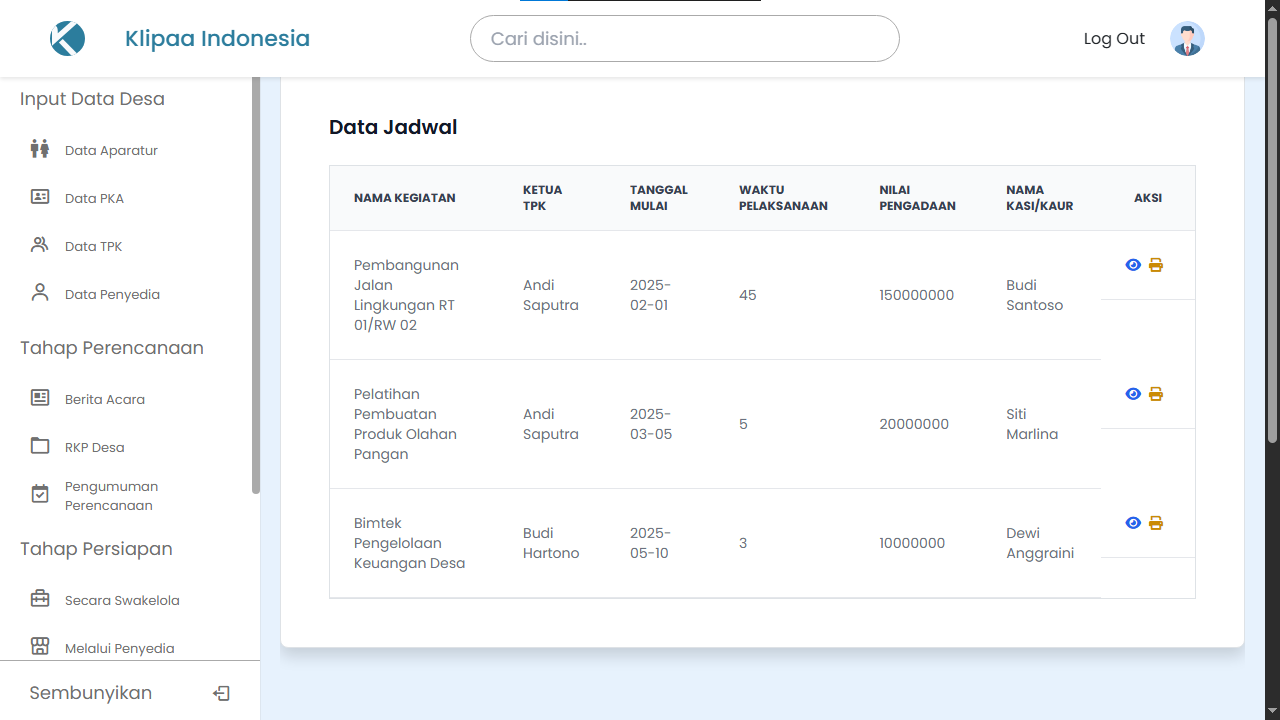 Klipaa Indonesia
Cari disini..
Log Out
Input Data Desa
Data Aparatur
Data PKA
Data TPK
Data Penyedia
Tahap Perencanaan
Berita Acara
RKP Desa
Pengumuman
Perencanaan
Tahap Persiapan
Secara Swakelola
Melalui Penyedia
Sembunyikan
Data Jadwal
NAMA KEGIATAN
KETUA
TPK
TANGGAL
MULAI
WAKTU
PELAKSANAAN
NILAI
PENGADAAN
NAMA
KASI/KAUR
AKSI
Pembangunan
Jalan
Lingkungan RT
01/RW 02
Andi
Saputra
2025-
02-01
45
150000000
Budi
Santoso
Pelatihan
Pembuatan
Produk Olahan
Pangan
Andi
Saputra
2025-
03-05
5
20000000
Siti
Marlina
Bimtek
Pengelolaan
Keuangan Desa
Budi
Hartono
2025-
05-10
3
10000000
Dewi
Anggraini